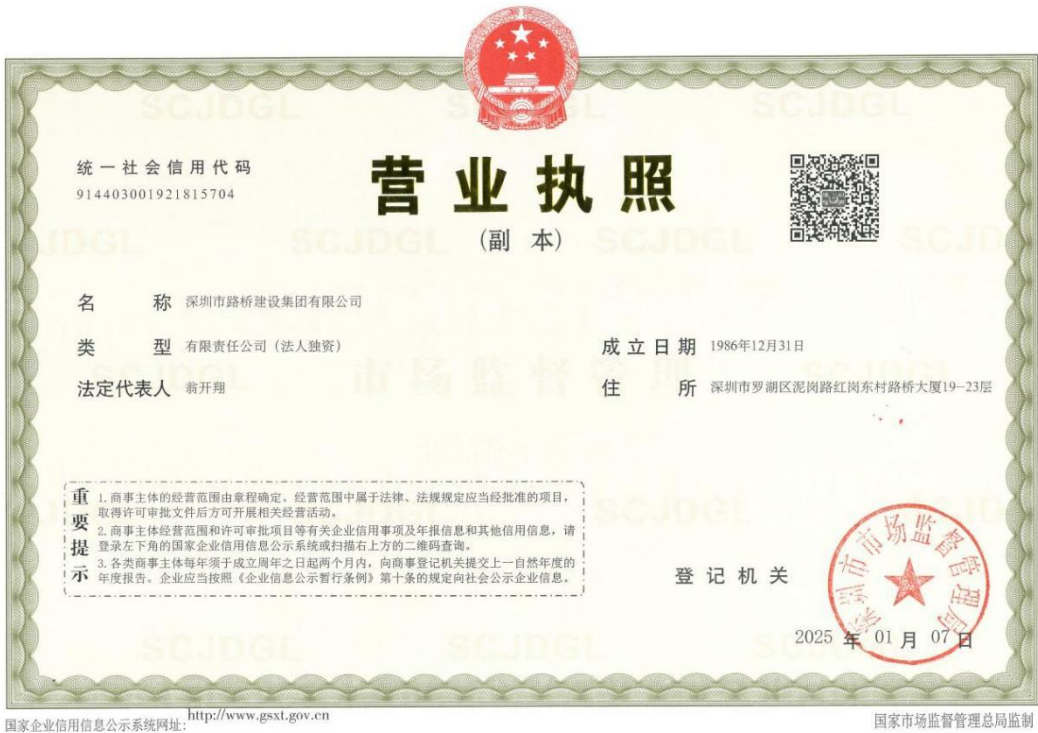 统一社会信用代码
914403001921815704
营业执照
(副 本)
名 称 深圳市路桥建设集团有限公司
类 型 有限责任公司（法人独资）
成立日期 1986年12月31日
法定代表人 翁开翔
住 所 深圳市罗湖区泥岗路红岗东村路桥大厦19-23层
重要提示
1. 商事主体的经营范围由章程确定。经营范围中属于法律、法规规定应当经批准的项目，
取得许可审批文件后方可开展相关经营活动。
2. 商事主体经营范围和许可审批项目等有关企业信用事项及年报信息和其他信用信息，请
登录左下角的国家企业信用信息公示系统或扫描右上方的二维码查询。
3. 各类商事主体每年须于成立周年之日起两个月内，向商事登记机关提交上一自然年度的
年度报告。企业应当按照《企业信息公示暂行条例》第十条的规定向社会公示企业信息。
登记机关
深圳市市场监督管理局
2025 年 01 月 07 日
国家企业信用信息公示系统网址: http://www.gsxt.gov.cn
国家市场监督管理总局监制
SCJDGL
市场监督管理